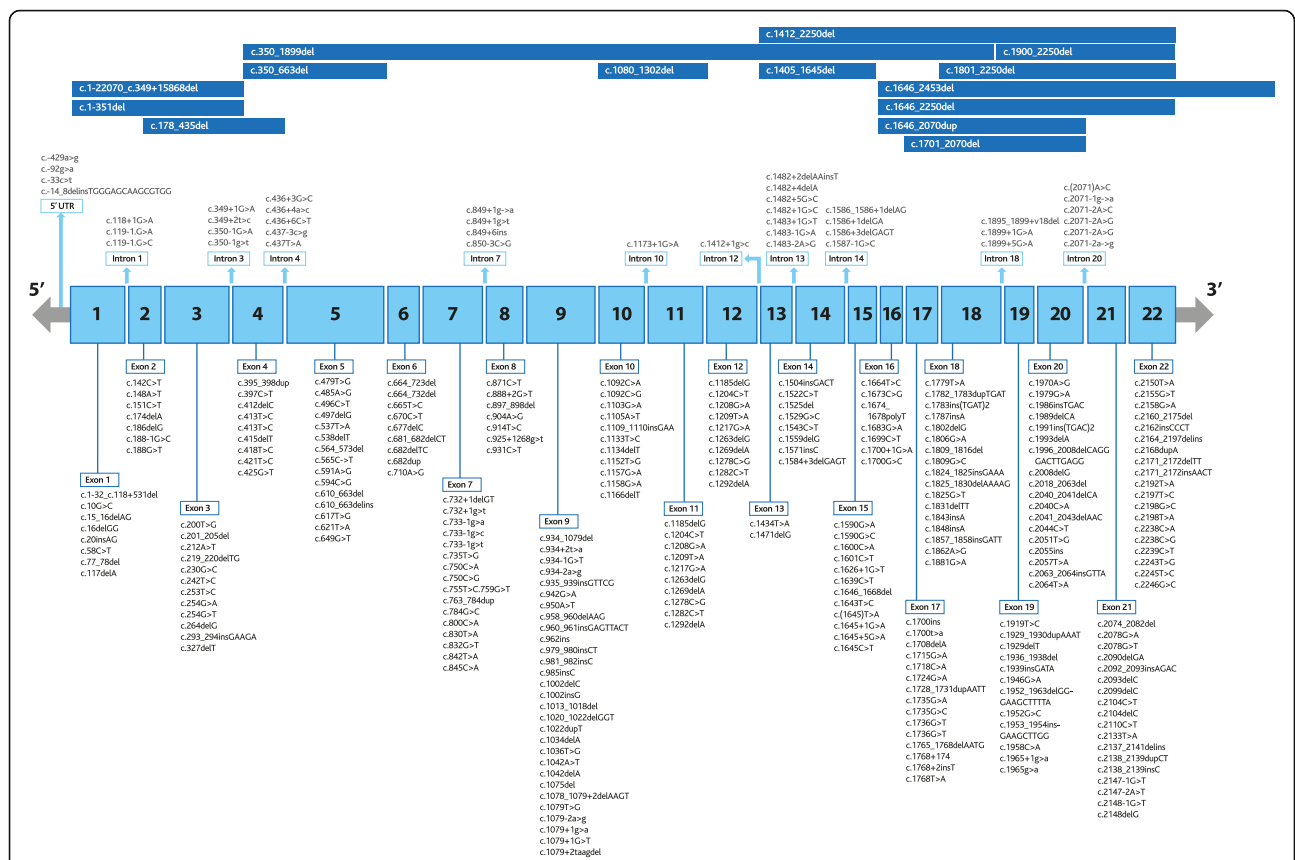 c.1412_2250del
c.350_1899del
c.1900_2250del
c.350_663del
c.1080_1302del
c.1405_1645del
c.1801_2250del
c.1-22070_c.349+15868del
c.1646_2453del
c.1-351del
c.1646_2250del
c.178_435del
c.1646_2070dup
c.1701_2070del
c.-429a>g
c.-92g>a
c.-33c>t
c.-14_8delinsTGGGAGCAAGCGTGG
5' UTR
c.118+1G>A
c.119-1.G>A
c.119-1.G>C
Intron 1
c.349+1G>A
c.349+2t>c
c.350-1G>A
c.350-1g>t
Intron 3
c.436+3G>C
c.436+4a>c
c.436+6C>T
c.437-3c>g
c.437T>A
Intron 4
c.849+1g->a
c.849+1g>t
c.849+6ins
c.850-3C>G
Intron 7
c.1173+1G>A
Intron 10
c.1412+1g>c
Intron 12
c.1482+2delAAinsT
c.1482+4delA
c.1482+5G>C
c.1482+1G>C
c.1483+1G>T
c.1483-1G>A
c.1483-2A>G
Intron 13
c.1586_1586+1delAG
c.1586+1delGA
c.1586+3delGAGT
c.1587-1G>C
Intron 14
c.1895_1899+v18del
c.1899+1G>A
c.1899+5G>A
Intron 18
c.(2071)A>C
c.2071-1g->a
c.2071-2A>C
c.2071-2A>G
c.2071-2A>G
c.2071-2a->g
Intron 20
5’
1 2 3 4 5 6 7 8 9 10 11 12 13 14 15 16 17 18 19 20 21 22
3’
Exon 1
c.1-32_c.118+531del
c.10G>C
c.15_16delAG
c.16delGG
c.20insAG
c.58C>T
c.77_78del
c.117delA
Exon 2
c.142C>T
c.148A>T
c.151C>T
c.174delA
c.186delG
c.188-1G>C
c.188G>T
Exon 3
c.200T>G
c.201_205del
c.212A>T
c.219_220delTG
c.230G>C
c.242T>C
c.253T>C
c.254G>A
c.254G>T
c.264delG
c.293_294insGAAGA
c.327delT
Exon 4
c.395_398dup
c.397C>T
c.412delC
c.413T>C
c.413T>C
c.415delT
c.418T>C
c.421T>C
c.425G>T
Exon 5
c.479T>G
c.485A>G
c.496C>T
c.497delG
c.537T>A
c.538delT
c.564_573del
c.565C->T
c.591A>G
c.594C>G
c.610_663del
c.610_663delins
c.617T>G
c.621T>A
c.649G>T
Exon 6
c.664_723del
c.664_732del
c.665T>C
c.670C>T
c.677delC
c.681_682delCT
c.682delTC
c.682dup
c.710A>G
Exon 7
c.732+1delGT
c.732+1g>t
c.733-1g>a
c.733-1g>c
c.733-1g>t
c.735T>G
c.750C>A
c.750C>G
c.755T>C.759G>T
c.763_784dup
c.784G>C
c.800C>A
c.830T>A
c.832G>T
c.842T>A
c.845C>A
Exon 8
c.871C>T
c.888+2G>T
c.897_898del
c.904A>G
c.914T>C
c.925+1268g>t
c.931C>T
Exon 9
c.934_1079del
c.934+2t>a
c.934-1G>T
c.934-2a>g
c.935_939insGTTCG
c.942G>A
c.950A>T
c.958_960delAAG
c.960_961insGAGTTACT
c.962ins
c.979_980insCT
c.981_982insC
c.985insC
c.1002delC
c.1002insG
c.1013_1018del
c.1020_1022delGGT
c.1022dupT
c.1034delA
c.1036T>G
c.1042A>T
c.1042delA
c.1075del
c.1078_1079+2delAAGT
c.1079T>G
c.1079-2a>g
c.1079+1g>a
c.1079+1G>T
c.1079+2taagdel
Exon 10
c.1092C>A
c.1092C>G
c.1103G>A
c.1105A>T
c.1109_1110insGAA
c.1133T>C
c.1134delT
c.1152T>G
c.1157G>A
c.1158G>A
c.1166delT
Exon 11
c.1185delG
c.1204C>T
c.1208G>A
c.1209T>A
c.1217G>A
c.1263delG
c.1269delA
c.1278C>G
c.1282C>T
c.1292delA
Exon 12
c.1185delG
c.1204C>T
c.1208G>A
c.1209T>A
c.1217G>A
c.1263delG
c.1269delA
c.1278C>G
c.1282C>T
c.1292delA
Exon 13
c.1434T>A
c.1471delG
Exon 14
c.1504insGACT
c.1522C>T
c.1525del
c.1529G>C
c.1543C>T
c.1559delG
c.1571insC
c.1584+3delGAGT
Exon 15
c.1590G>A
c.1590G>C
c.1600C>A
c.1601C>T
c.1626+1G>T
c.1639C>T
c.1646_1668del
c.1643T>C
c.(1645)T>A
c.1645+1G>A
c.1645+5G>A
c.1645C>T
Exon 16
c.1664T>C
c.1673C>G
c.1674_
1678polyT
c.1683G>A
c.1699C>T
c.1700+1G>A
c.1700G>C
Exon 17
c.1700ins
c.1700t>a
c.1708delA
c.1715G>A
c.1718C>A
c.1724G>A
c.1728_1731dupAATT
c.1735G>A
c.1735G>C
c.1736G>T
c.1736G>T
c.1765_1768delAATG
c.1768+174
c.1768+2insT
c.1768T>A
Exon 18
c.1779T>A
c.1782_1783dupTGAT
c.1783ins(TGAT)2
c.1787insA
c.1802delG
c.1806G>A
c.1809_1816del
c.1809G>C
c.1824_1825insGAAA
c.1825_1830delAAAAG
c.1825G>T
c.1831delTT
c.1843insA
c.1848insA
c.1857_1858insGATT
c.1862A>G
c.1881G>A
Exon 19
c.1919T>C
c.1929_1930dupAAAT
c.1929delT
c.1936_1938del
c.1939insGATA
c.1946G>A
c.1952_1963delGG-
GAAGCTTTTA
c.1952G>C
c.1953_1954ins-
GAAGCTTGG
c.1958C>A
c.1965+1g>a
c.1965g>a
Exon 20
c.1970A>G
c.1979G>A
c.1986insTGAC
c.1989delCA
c.1991ins(TGAC)2
c.1993delA
c.1996_2008delCAGG
GACTTGAGG
c.2008delG
c.2018_2063del
c.2040_2041delCA
c.2040C>A
c.2041_2043delAAC
c.2044C>T
c.2051T>G
c.2055ins
c.2057T>A
c.2063_2064insGTTA
c.2064T>A
Exon 21
c.2074_2082del
c.2078G>A
c.2078G>T
c.2090delGA
c.2092_2093insAGAC
c.2093delC
c.2099delC
c.2104C>T
c.2104delC
c.2110C>T
c.2133T>A
c.2137_2141delins
c.2138_2139dupCT
c.2138_2139insC
c.2147-1G>T
c.2147-2A>T
c.2148-1G>T
c.2148delG
Exon 22
c.2150T>A
c.2155G>T
c.2158G>A
c.2160_2175del
c.2162insCCCT
c.2164_2197delins
c.2168dupA
c.2171_2172delTT
c.2171_2172insAACT
c.2192T>A
c.2197T>C
c.2198G>C
c.2198T>A
c.2238C>A
c.2238C>G
c.2239C>T
c.2243T>G
c.2245T>C
c.2246G>C